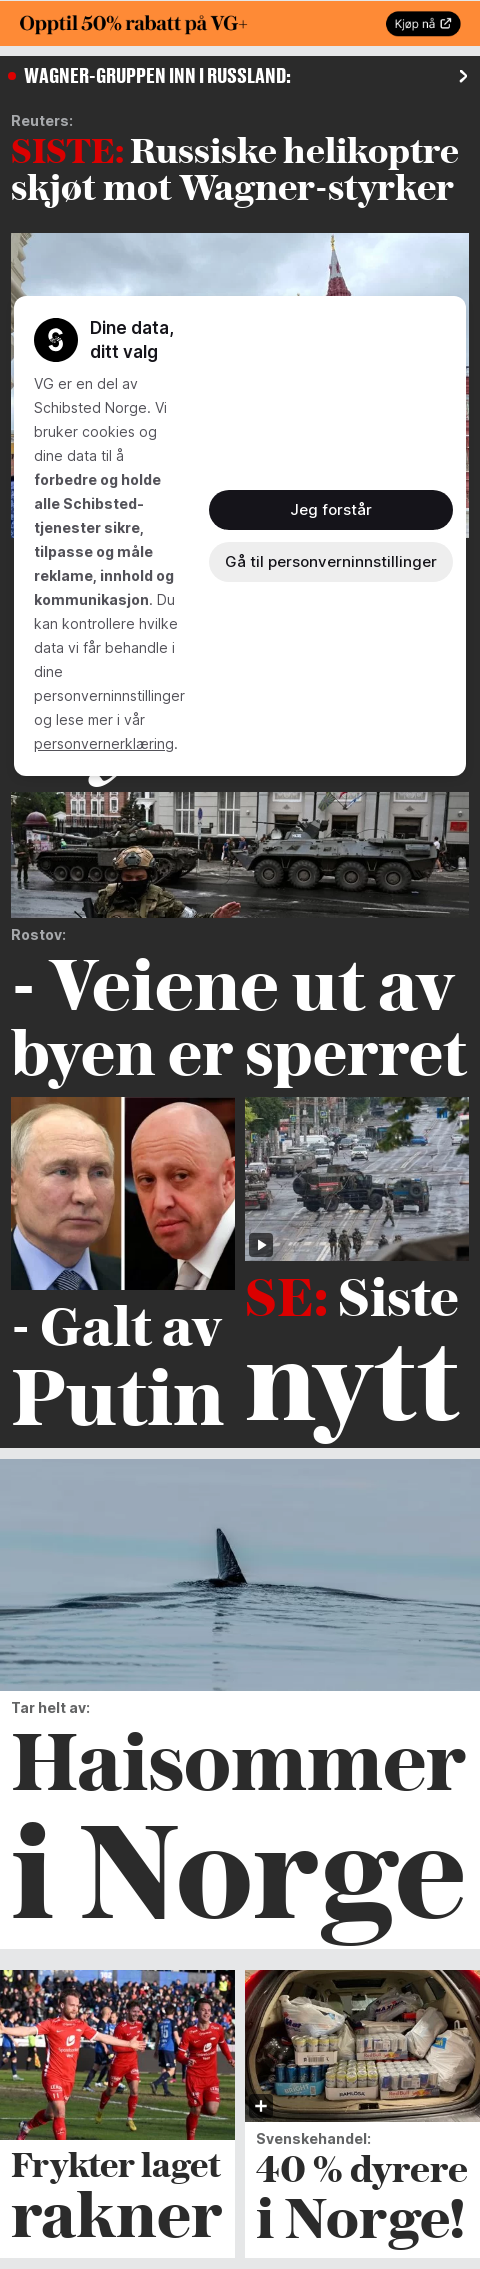 Opptil 50% rabatt på VG+
Kjøp nå
WAGNER-GRUPPEN INN I RUSSLAND:
Reuters:
SISTE: Russiske helikoptre
skjøt mot Wagner-styrker
Dine data,
ditt valg
VG er en del av
Schibsted Norge. Vi
bruker cookies og
dine data til å
forbedre og holde
alle Schibsted-
tjenester sikre,
tilpasse og måle
reklame, innhold og
kommunikasjon. Du
kan kontrollere hvilke
data vi får behandle i
dine
personverninnstillinger
og lese mer i vår
personvernerklæring.
Jeg forstår
Gå til personverninnstillinger
Rostov:
- Veiene ut av
byen er sperret
- Galt av
Putin
SE: Siste
nytt
Tar helt av:
Haisommer
i Norge
Frykter laget
rakner
Svenskehandel:
40 % dyrere
i Norge!